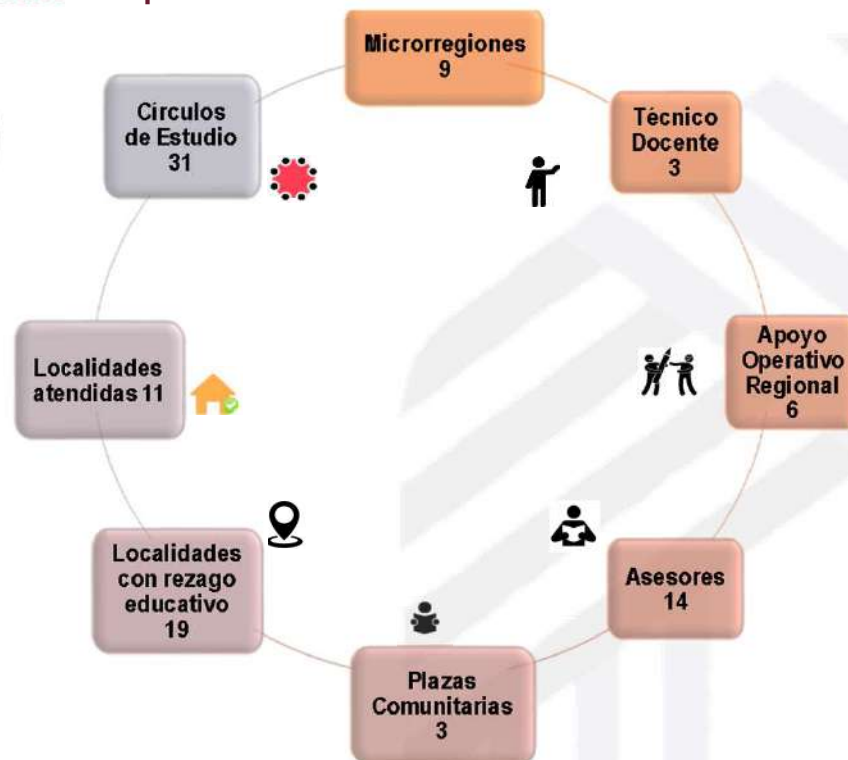 Microrregiones
9
Técnico
Docente
3
Apoyo
Operativo
Regional
6
Asesores
14
Plazas
Comunitarias
3
Localidades
con rezago
educativo
19
Localidades
atendidas 11
Círculos
de Estudio
31